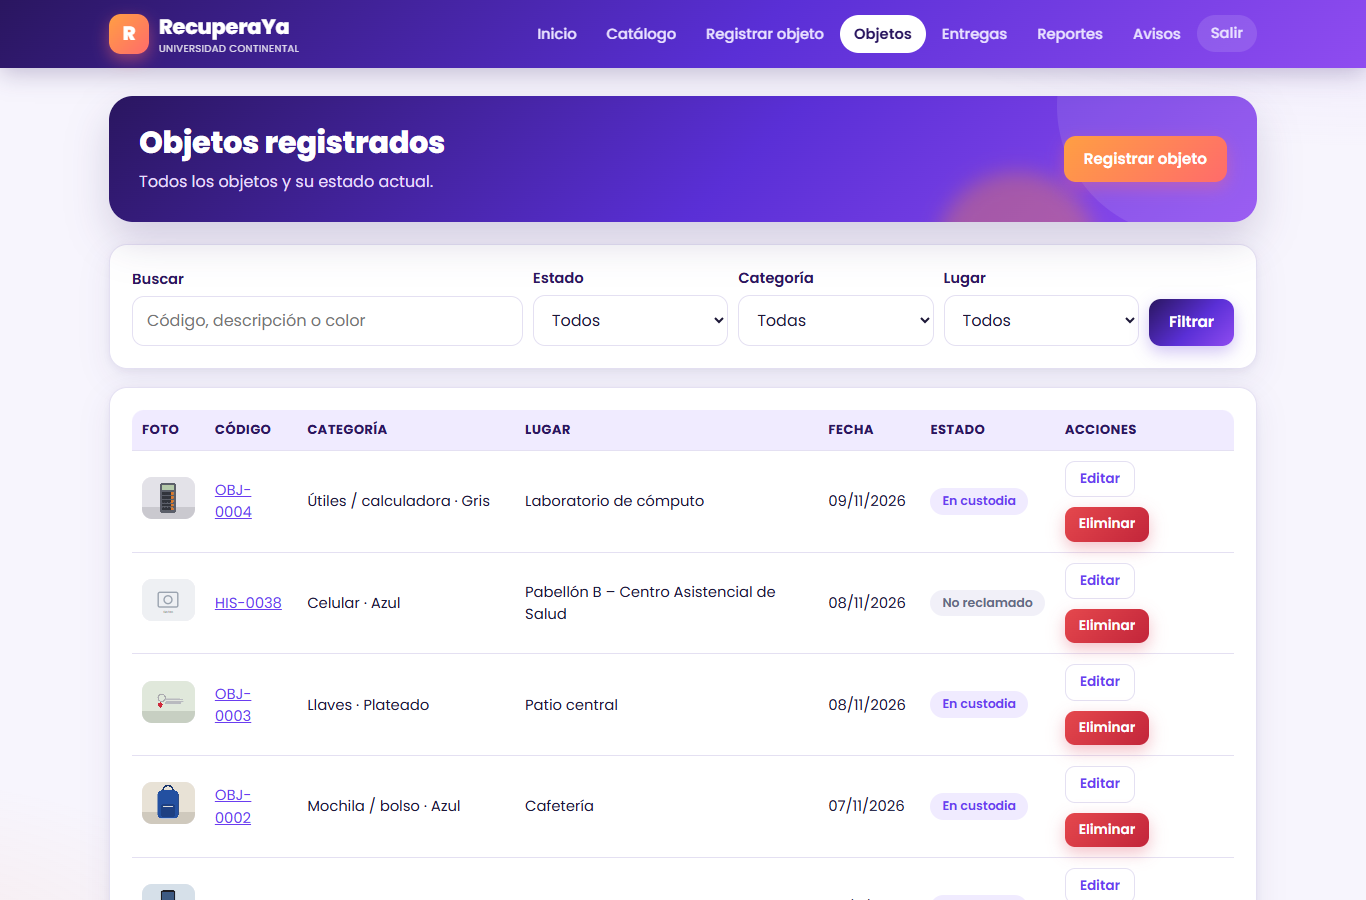 R
RecuperaYa
UNIVERSIDAD CONTINENTAL
Inicio
Catálogo
Registrar objeto
Objetos
Entregas
Reportes
Avisos
Salir
Objetos registrados
Todos los objetos y su estado actual.
Registrar objeto
Buscar
Código, descripción o color
Estado
Todos
Categoría
Todas
Lugar
Todos
Filtrar
FOTO CÓDIGO CATEGORÍA LUGAR FECHA ESTADO ACCIONES
OBJ-
0004
Útiles / calculadora · Gris
Laboratorio de cómputo
09/11/2026
En custodia
Editar
Eliminar
HIS-0038
Celular · Azul
Pabellón B – Centro Asistencial de
Salud
08/11/2026
No reclamado
Editar
Eliminar
OBJ-
0003
Llaves · Plateado
Patio central
08/11/2026
En custodia
Editar
Eliminar
OBJ-
0002
Mochila / bolso · Azul
Cafetería
07/11/2026
En custodia
Editar
Eliminar
Editar